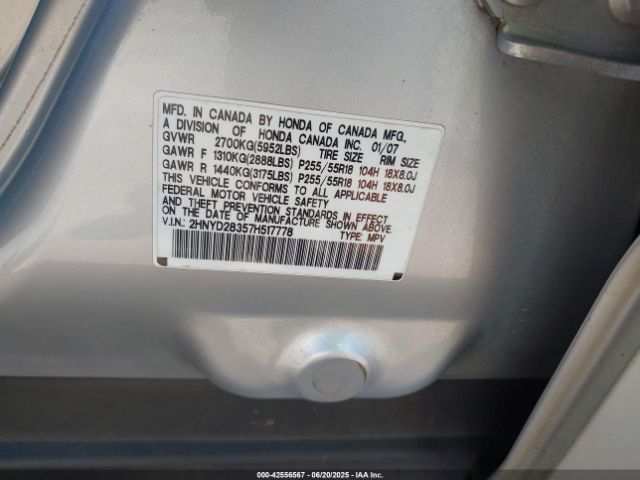 MFD. IN CANADA BY HONDA OF CANADA MFG.,
A DIVISION OF HONDA CANADA INC. 01/07
GVWR 2700KG(5952LBS) TIRE SIZE RIM SIZE
GAWR F 1310KG(2888LBS) P255/55R18 104H 18X8.0J
GAWR R 1440KG(3175LBS) P255/55R18 104H 18X8.0J
THIS VEHICLE CONFORMS TO ALL APPLICABLE
FEDERAL MOTOR VEHICLE SAFETY
AND THEFT PREVENTION STANDARDS IN EFFECT
ON THE DATE OF MANUFACTURE SHOWN ABOVE.
V.I.N.: 2HNYD28357H517778 TYPE: MPV
000-42556567 - 06/20/2025 - IAAI.COM